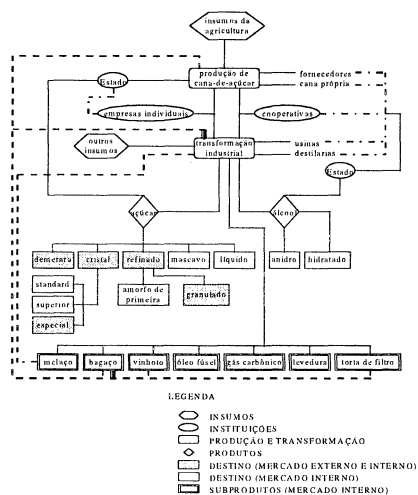 insumos da
agricultura
Estado
produção de
cana-de-açúcar
fornecedores
cana própria
empresas individuais
cooperativas
outros
insumos
transformação
industrial
usinas
destilarias
Estado
açúcar
álcool
demerara
cristal
refinado
mascavo
líquido
anidro
hidratado
standard
superior
especial
amorfo de
primeira
granulado
melaço
bagaço
vinhoto
óleo fúsel
gás carbônico
levedura
torta de filtro
LEGENDA
INSUMOS
INSTITUIÇÕES
PRODUÇÃO E TRANSFORMAÇÃO
PRODUTOS
DESTINO (MERCADO EXTERNO E INTERNO)
DESTINO (MERCADO INTERNO)
SUBPRODUTOS (MERCADO INTERNO)